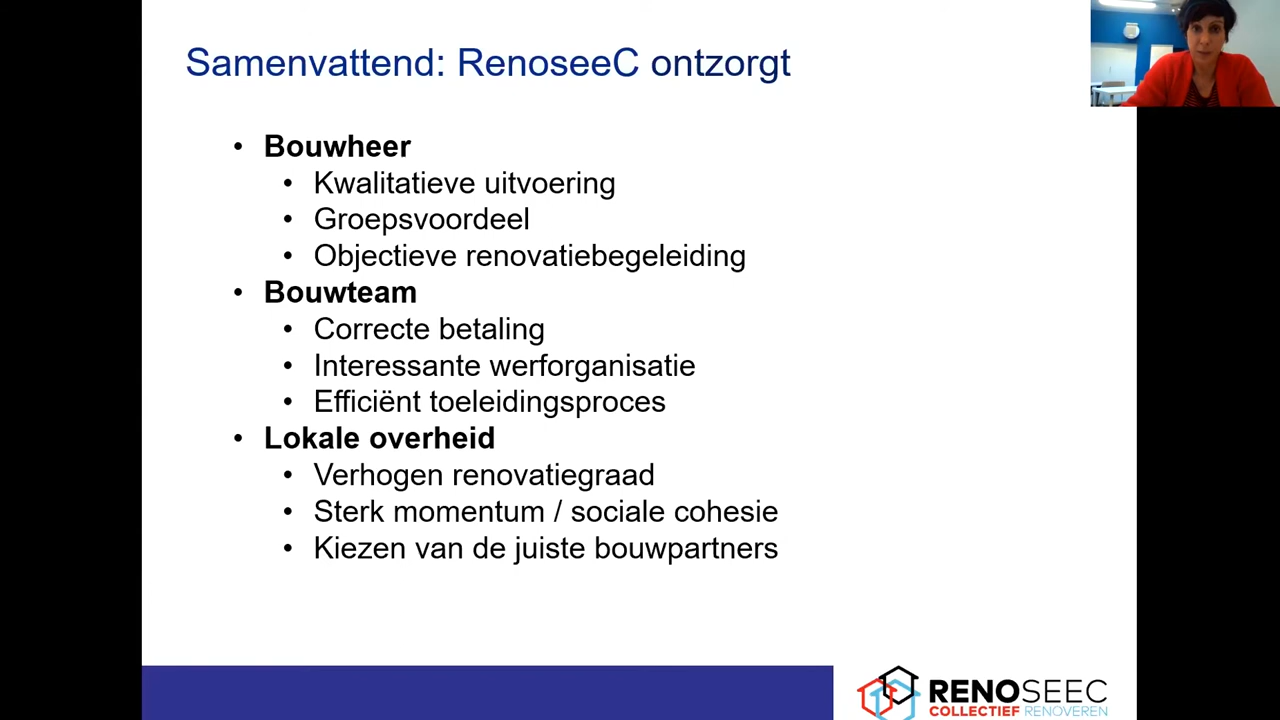 Samenvattend: RenoseeC ontzorgt
• Bouwheer
• Kwalitatieve uitvoering
• Groepsvoordeel
• Objectieve renovatiebegeleiding
• Bouwteam
• Correcte betaling
• Interessante werforganisatie
• Efficiënt toeleidingsproces
• Lokale overheid
• Verhogen renovatiegraad
• Sterk momentum / sociale cohesie
• Kiezen van de juiste bouwpartners
RENOSEEC
COLLECTIEF RENOVEREN